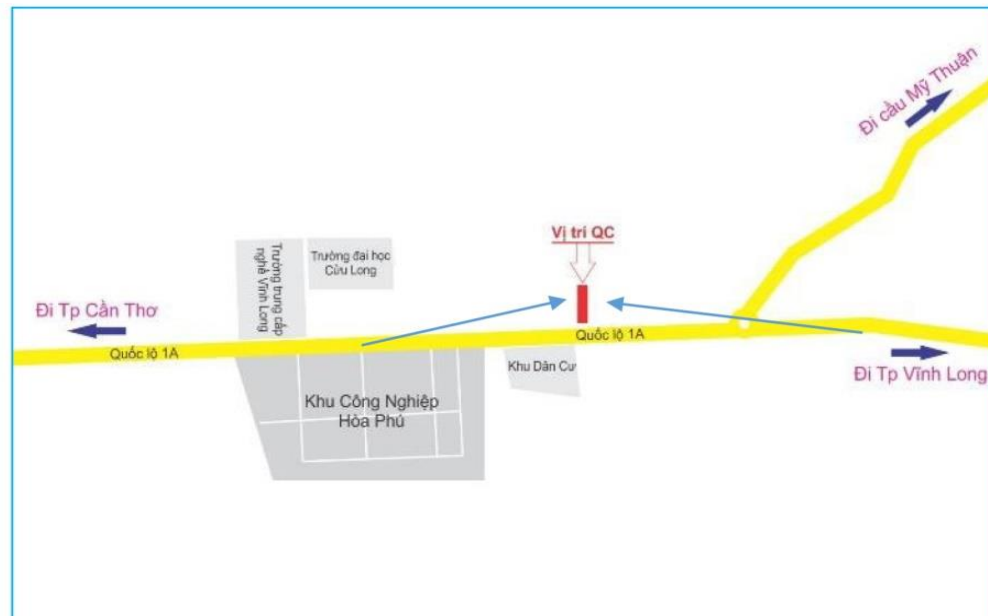 Đi cầu Mỹ Thuận
Vị trí QC
Trường trung cấp
nghề Vĩnh Long
Trường đại học
Cửu Long
Đi Tp Cần Thơ
Quốc lộ 1A
Quốc lộ 1A
Khu Dân Cư
Đi Tp Vĩnh Long
Khu Công Nghiệp
Hòa Phú